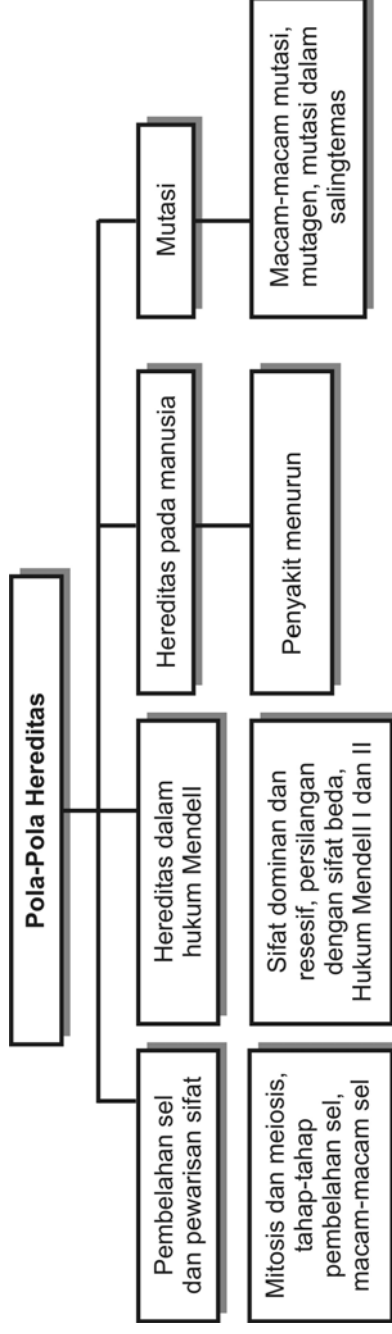 Pola-Pola Hereditas
Pembelahan sel
dan pewarisan sifat
Hereditas dalam
hukum Mendell
Hereditas pada manusia
Mutasi
Mitosis dan meiosis,
tahap-tahap
pembelahan sel,
macam-macam sel
Sifat dominan dan
resesif, persilangan
dengan sifat beda,
Hukum Mendell I dan II
Penyakit menurun
Macam-macam mutasi,
mutagen, mutasi dalam
salingtemas